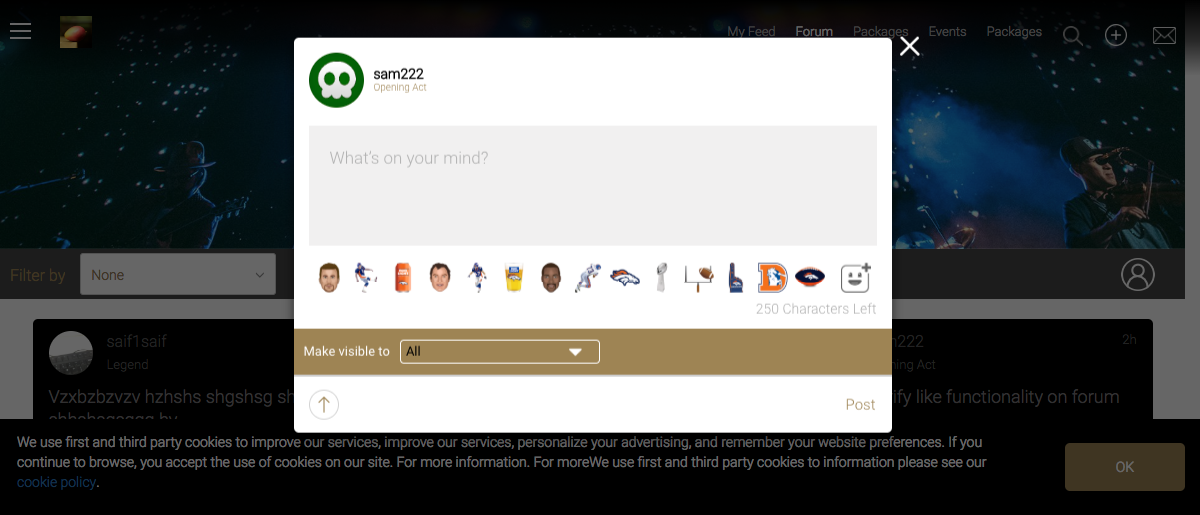 My Feed Forum Packages Events Packages
sam222
Opening Act
What's on your mind?
Filter by None
250 Characters Left
Make visible to All
saif1saif
Legend
222
ing Act
2h
Vzxbzbzvzv hzhshs shgshsg sh
ify like functionality on forum
Post
We use first and third party cookies to improve our services, improve our services, personalize your advertising, and remember your website preferences. If you
continue to browse, you accept the use of cookies on our site. For more information. For moreWe use first and third party cookies to information please see our
cookie policy.
OK